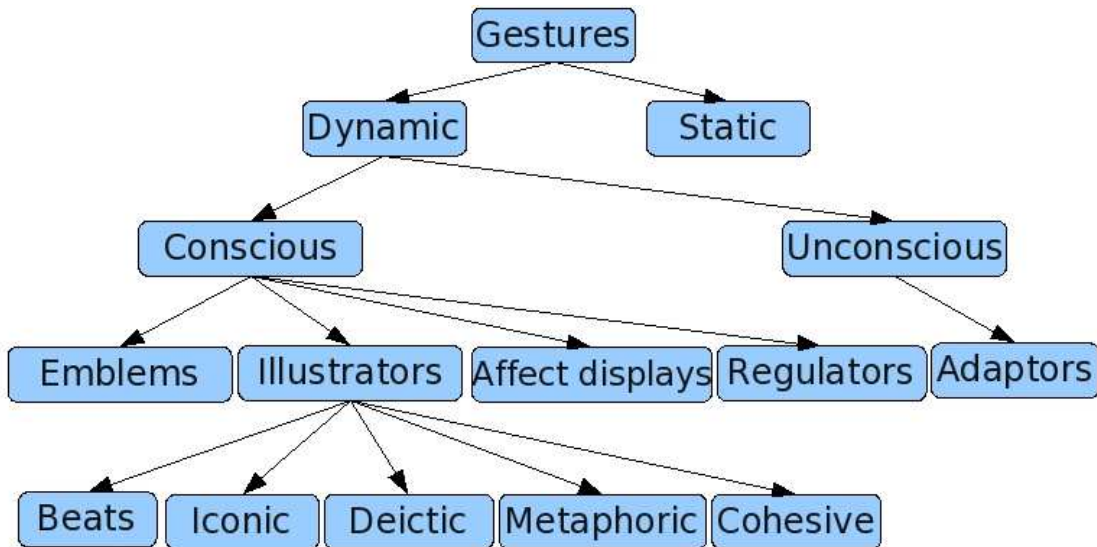 Gestures
Dynamic
Static
Conscious
Unconscious
Emblems
Illustrators
Affect displays
Regulators
Adaptors
Beats
Iconic
Deictic
Metaphoric
Cohesive